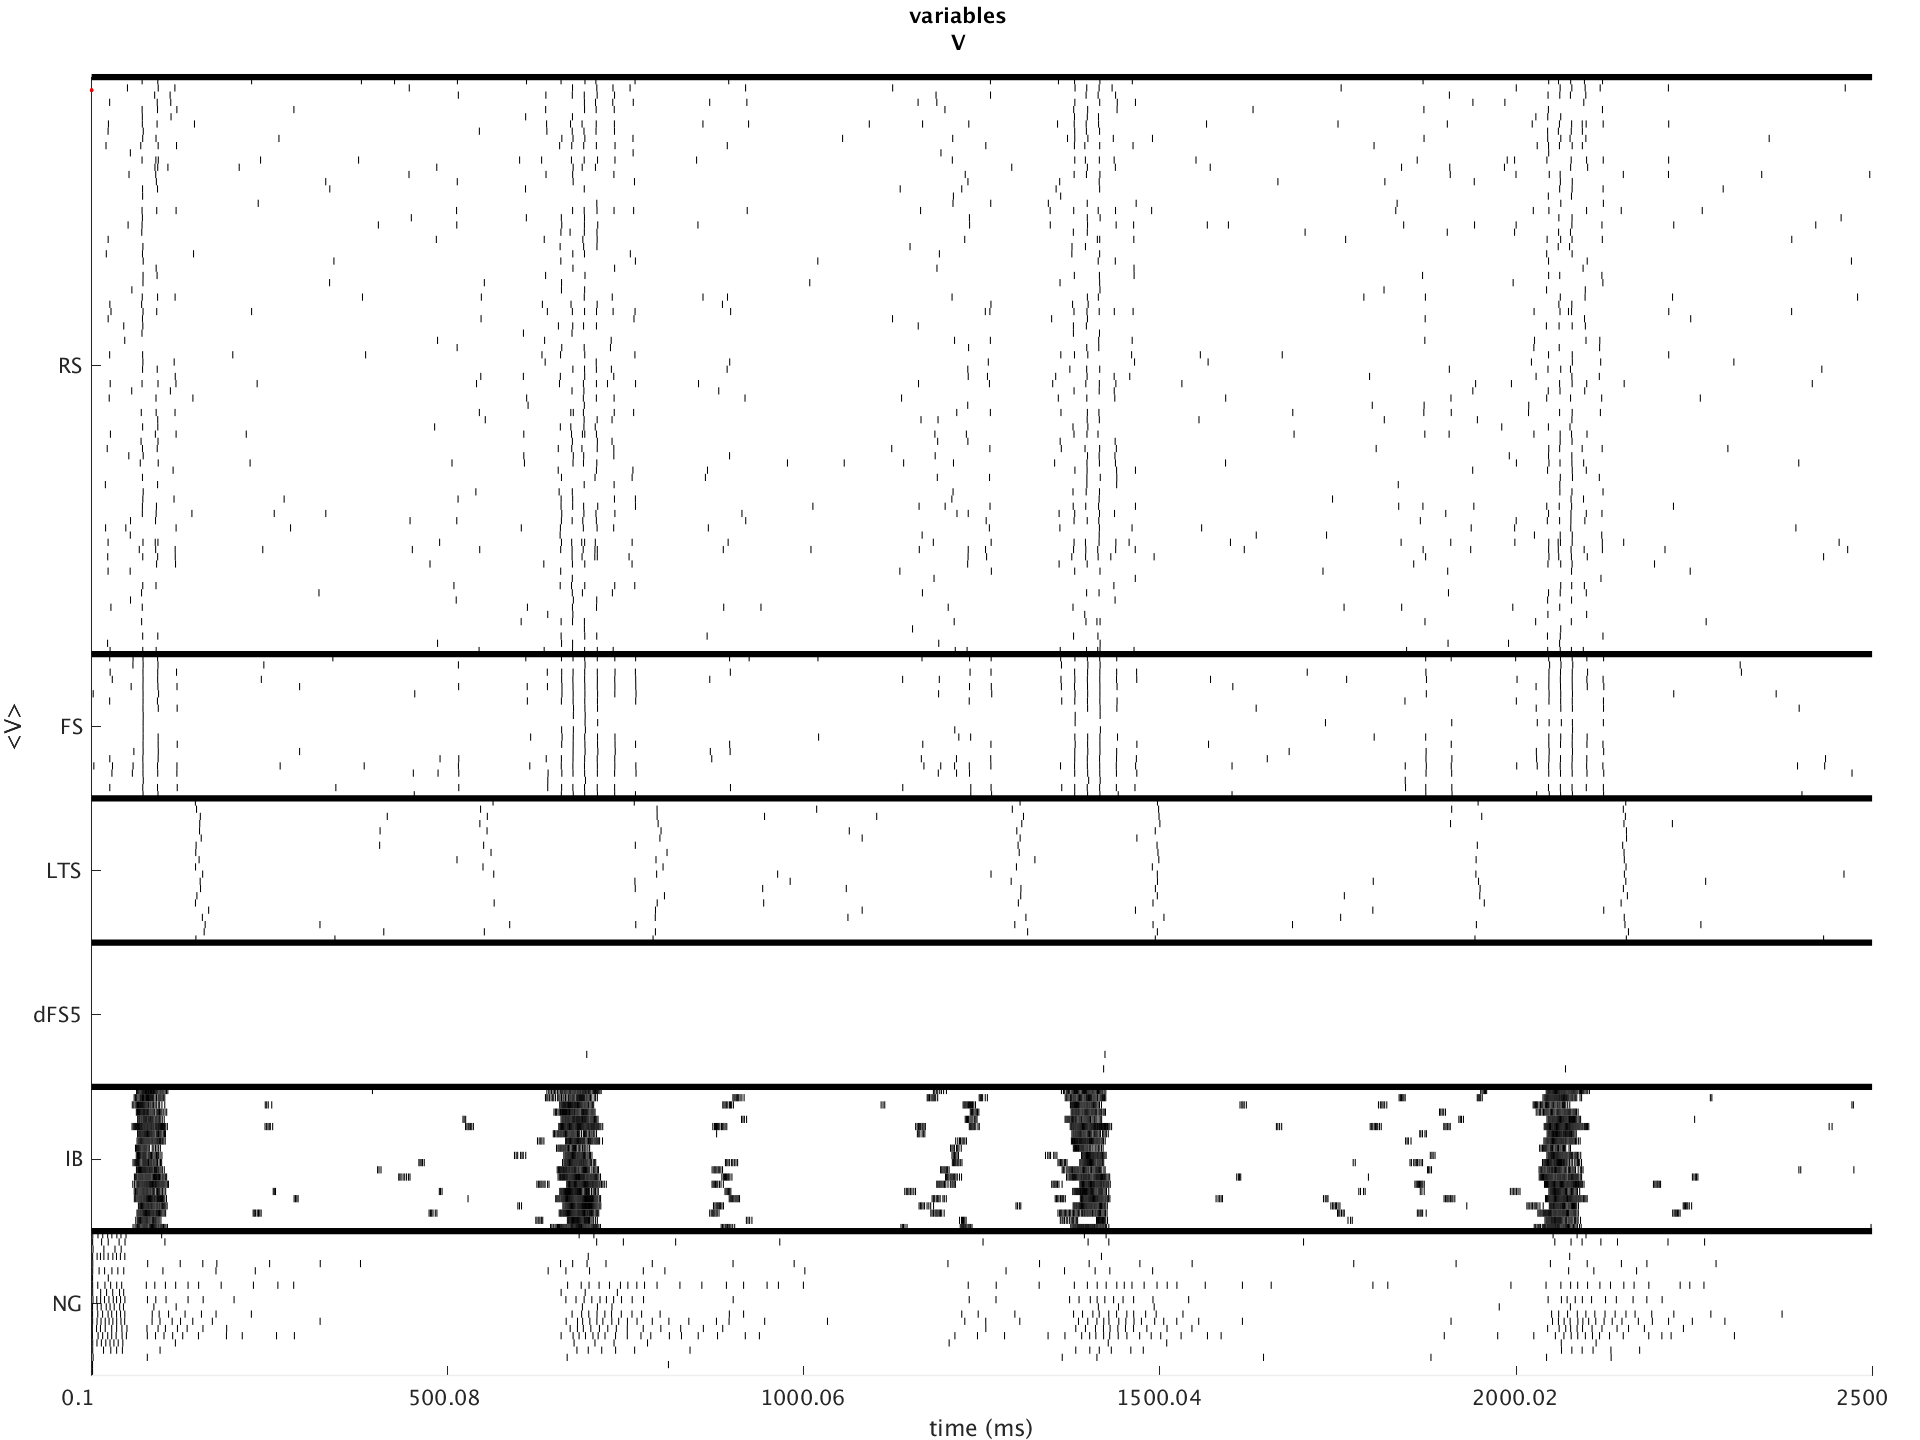 variables
V
RS
FS
<V>
LTS
dFS5
IB
NG
0.1
500.08
1000.06
1500.04
2000.02
2500
time (ms)